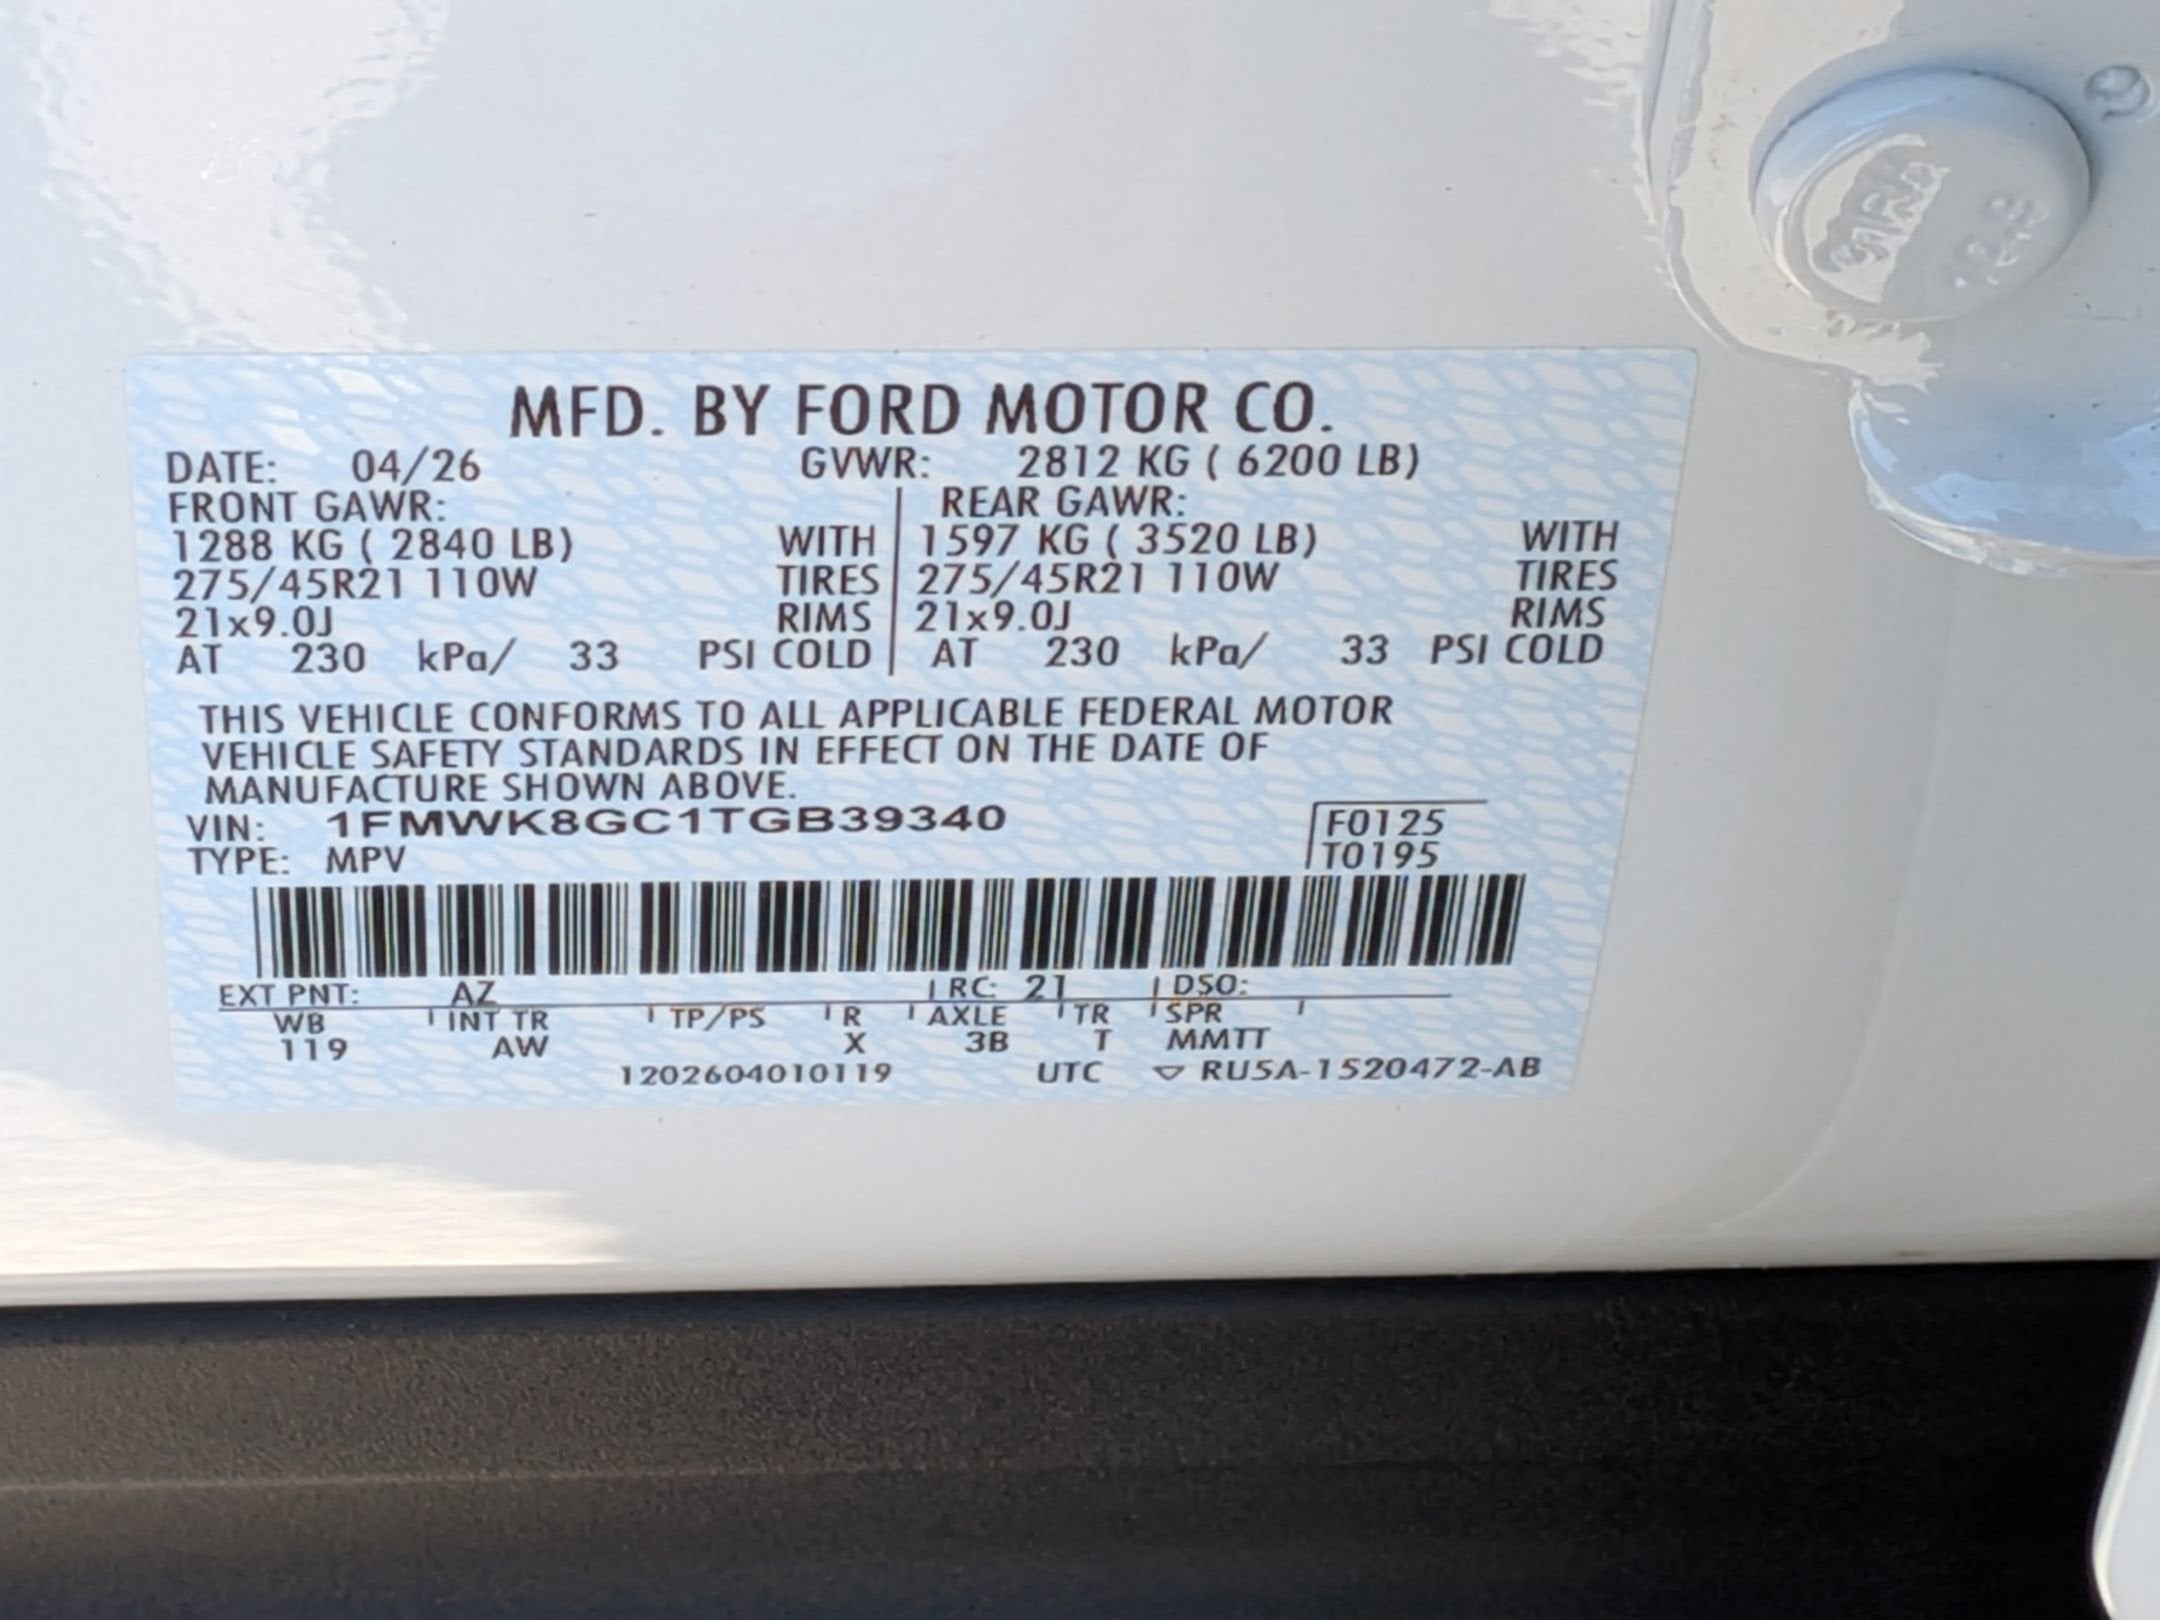 MFD. BY FORD MOTOR CO.
DATE: 04/26 GVWR: 2812 KG ( 6200 LB)
FRONT GAWR: REAR GAWR:
1288 KG ( 2840 LB) WITH 1597 KG ( 3520 LB) WITH
275/45R21 110W TIRES 275/45R21 110W TIRES
21x9.0J RIMS 21x9.0J RIMS
AT 230 kPa/ 33 PSI COLD AT 230 kPa/ 33 PSI COLD
THIS VEHICLE CONFORMS TO ALL APPLICABLE FEDERAL MOTOR
VEHICLE SAFETY STANDARDS IN EFFECT ON THE DATE OF
MANUFACTURE SHOWN ABOVE.
VIN: 1FMWK8GC1TGB39340 F0125
TYPE: MPV T0195
EXT PNT: AZ RC: 21 DSO:
WB INT TR TP/PS R AXLE TR SPR
119 AW X 3B T MMTT
1202604010119 UTC ▽ RU5A-1520472-AB